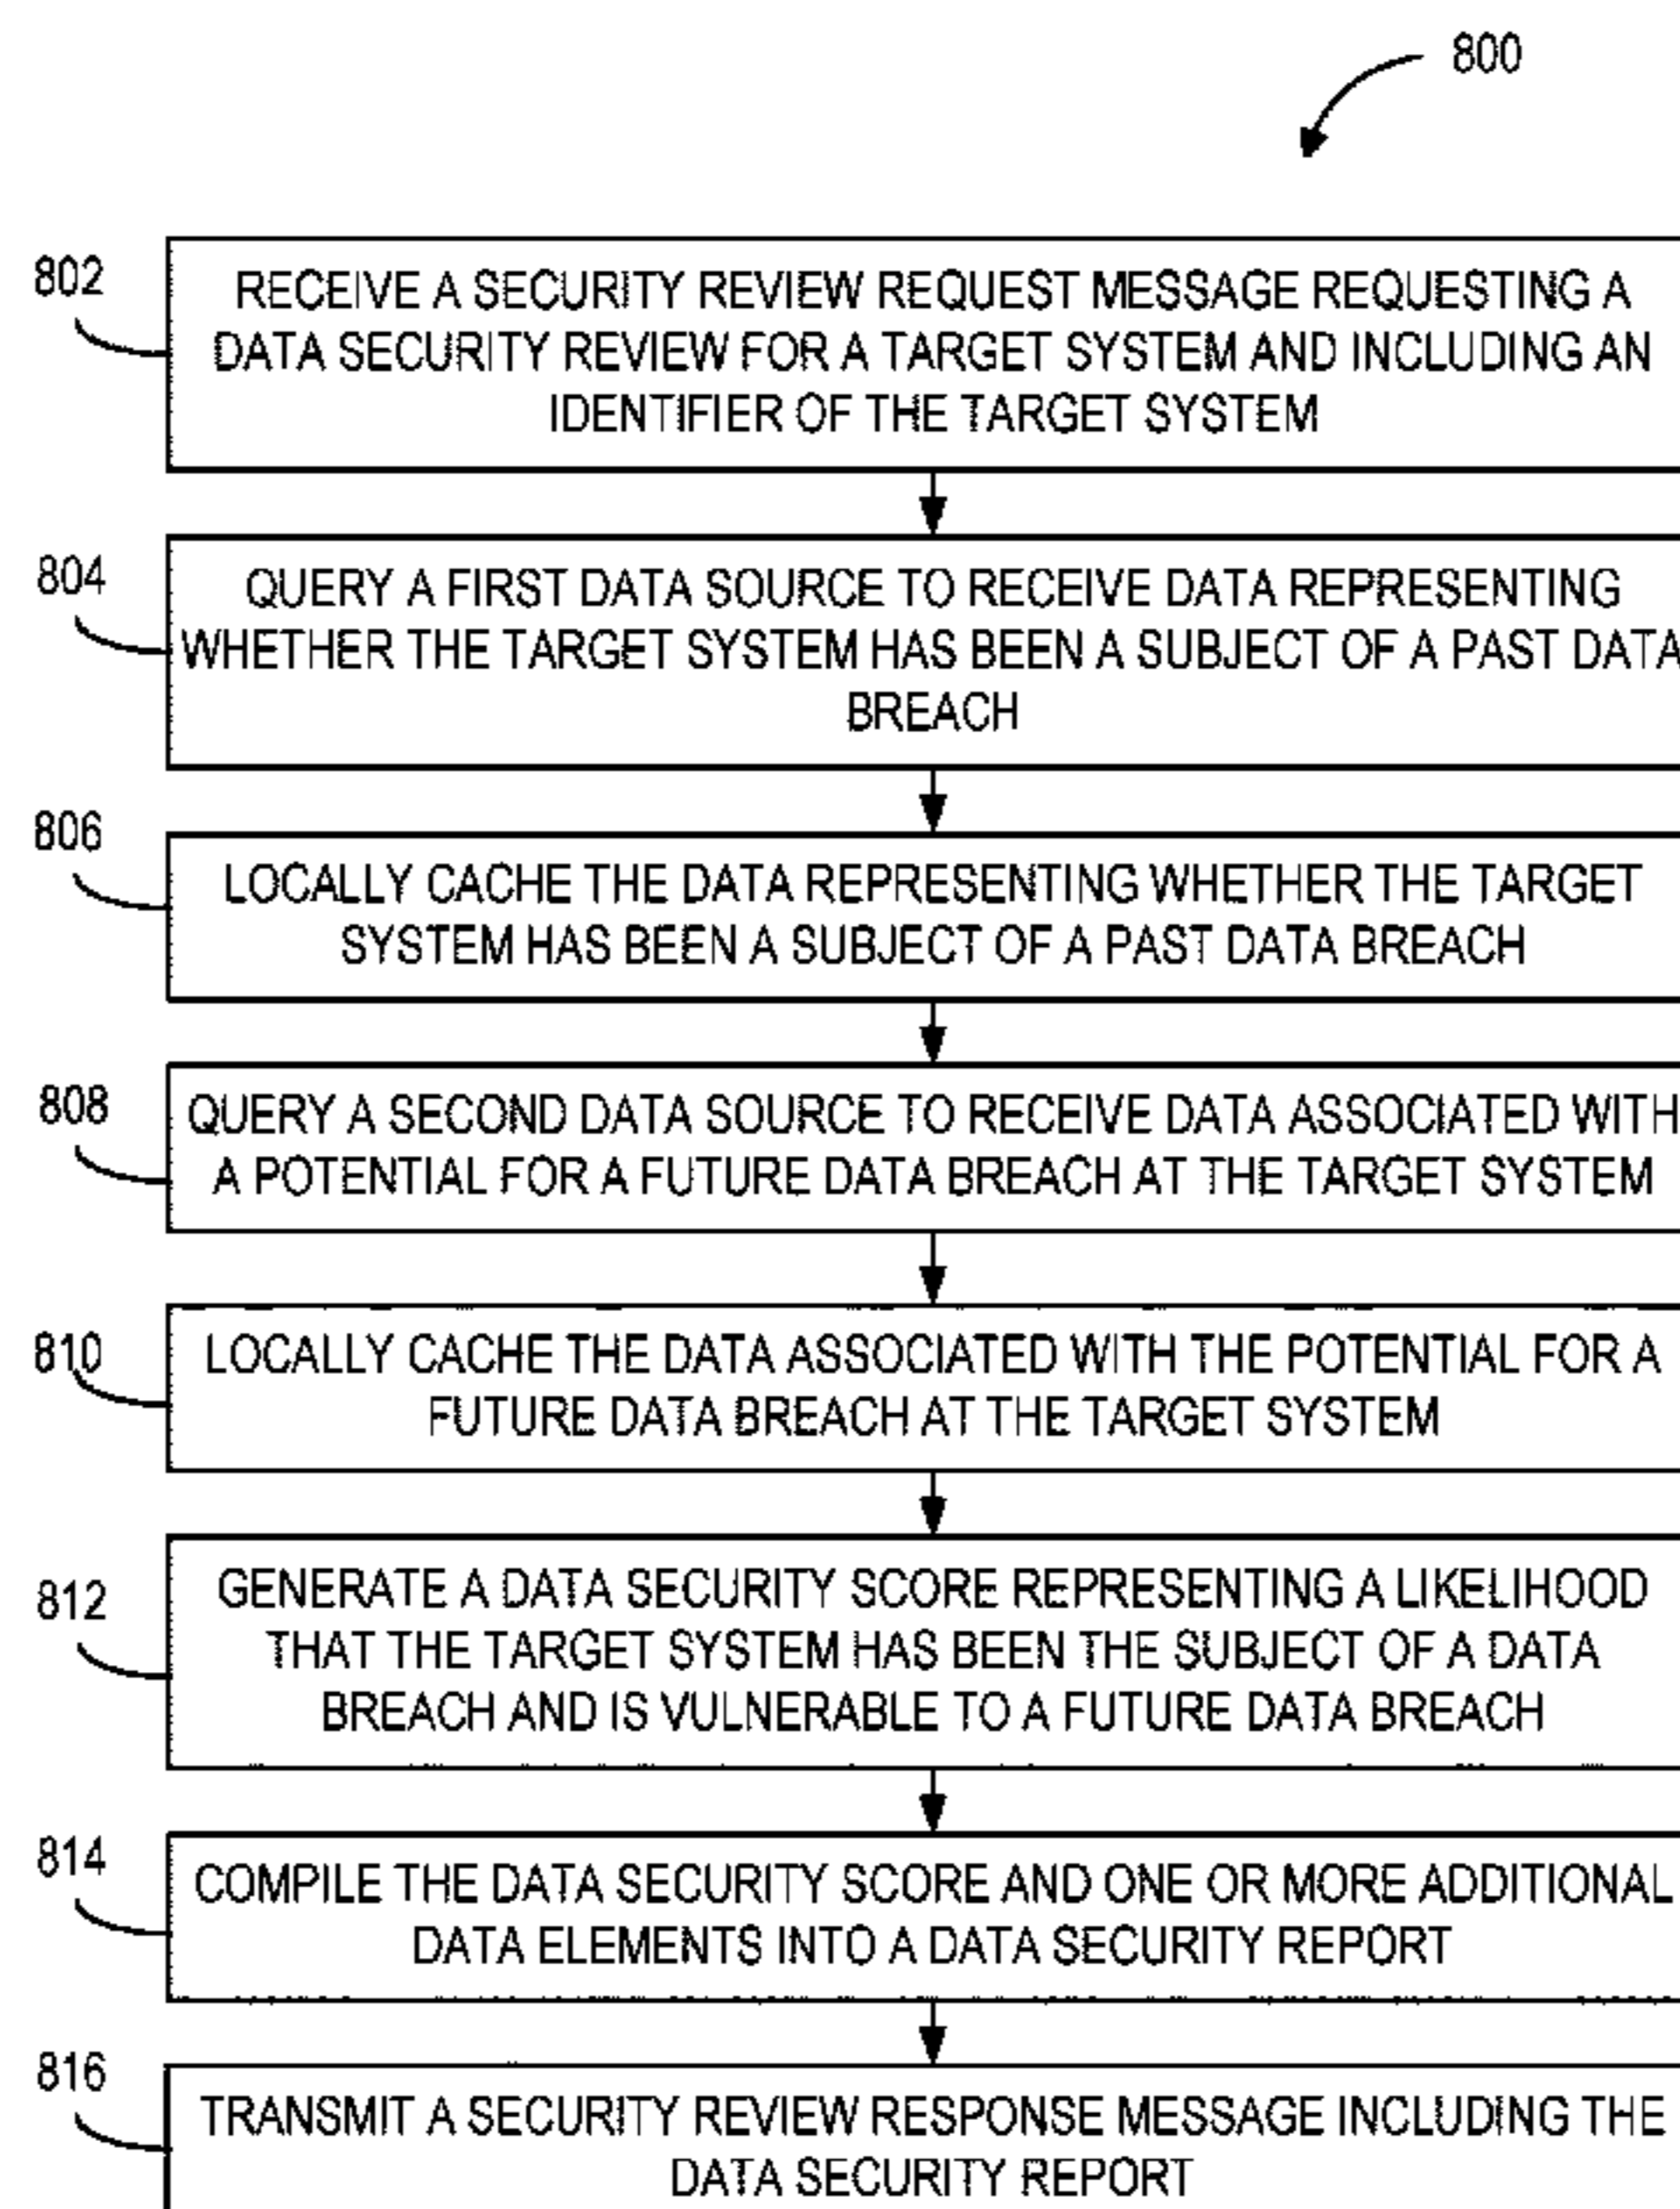 800
802
RECEIVE A SECURITY REVIEW REQUEST MESSAGE REQUESTING A
DATA SECURITY REVIEW FOR A TARGET SYSTEM AND INCLUDING AN
IDENTIFIER OF THE TARGET SYSTEM
804
QUERY A FIRST DATA SOURCE TO RECEIVE DATA REPRESENTING
WHETHER THE TARGET SYSTEM HAS BEEN A SUBJECT OF A PAST DATA
BREACH
806
LOCALLY CACHE THE DATA REPRESENTING WHETHER THE TARGET
SYSTEM HAS BEEN A SUBJECT OF A PAST DATA BREACH
808
QUERY A SECOND DATA SOURCE TO RECEIVE DATA ASSOCIATED WITH
A POTENTIAL FOR A FUTURE DATA BREACH AT THE TARGET SYSTEM
810
LOCALLY CACHE THE DATA ASSOCIATED WITH THE POTENTIAL FOR A
FUTURE DATA BREACH AT THE TARGET SYSTEM
812
GENERATE A DATA SECURITY SCORE REPRESENTING A LIKELIHOOD
THAT THE TARGET SYSTEM HAS BEEN THE SUBJECT OF A DATA
BREACH AND IS VULNERABLE TO A FUTURE DATA BREACH
814
COMPILE THE DATA SECURITY SCORE AND ONE OR MORE ADDITIONAL
DATA ELEMENTS INTO A DATA SECURITY REPORT
816
TRANSMIT A SECURITY REVIEW RESPONSE MESSAGE INCLUDING THE
DATA SECURITY REPORT